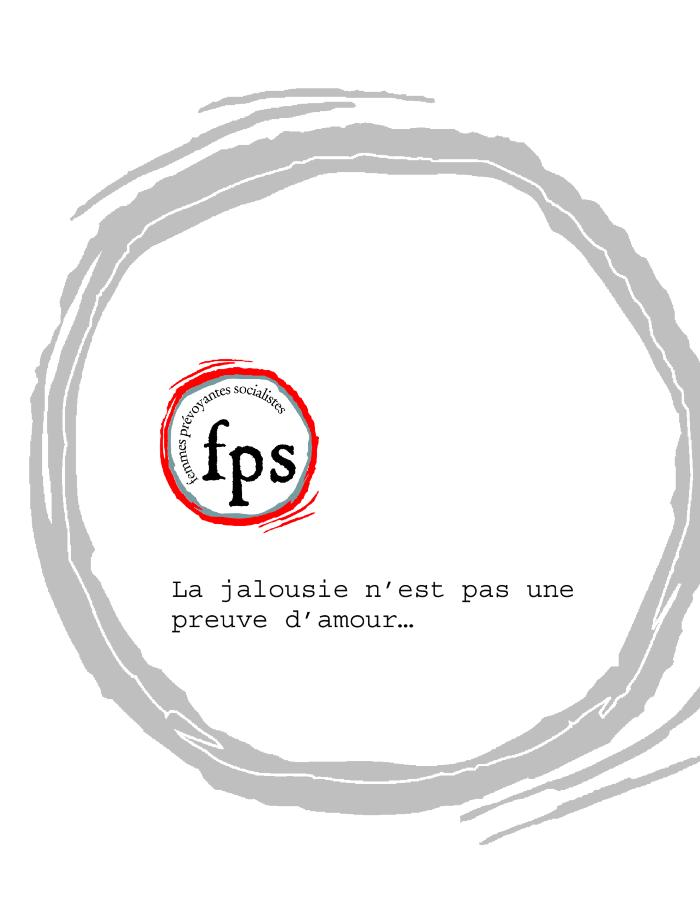 femmes prévoyantes socialistes
fps
La jalousie n’est pas une
preuve d’amour…